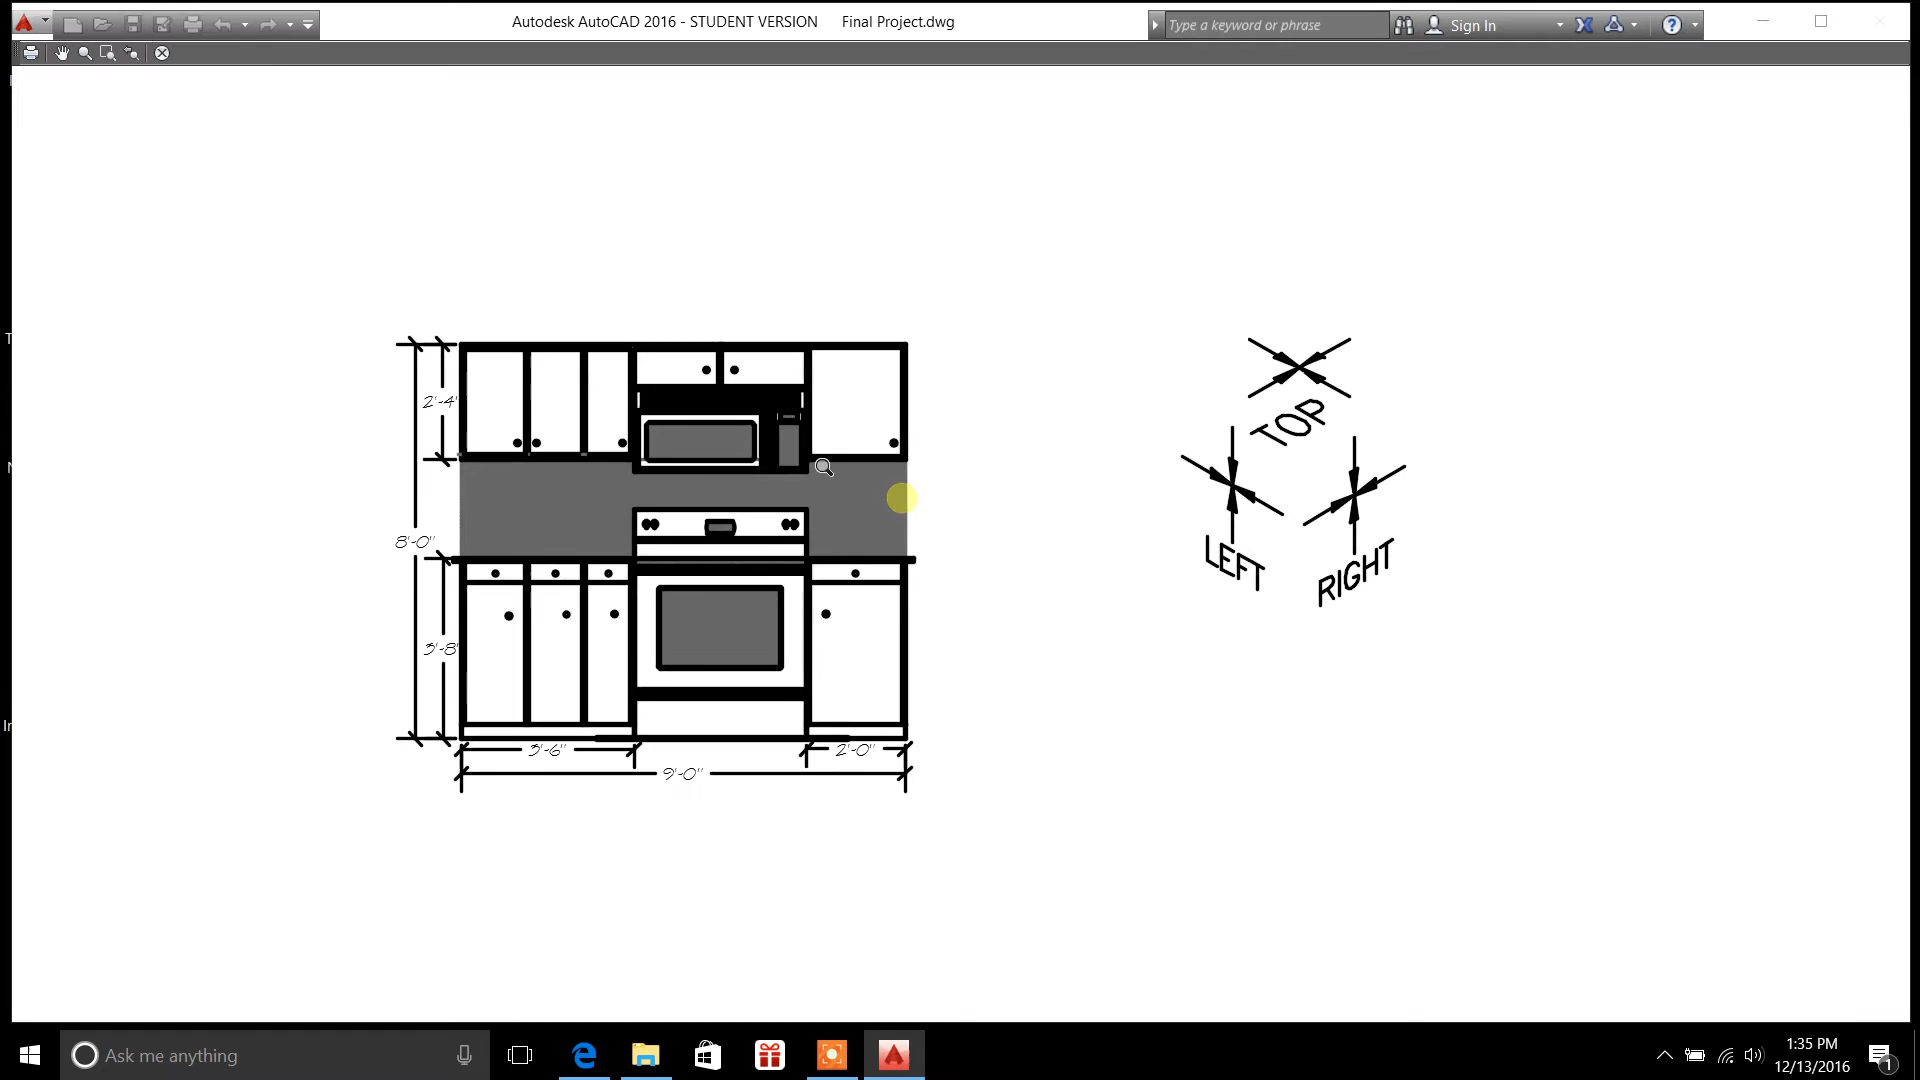 Autodesk AutoCAD 2016 - STUDENT VERSION Final Project.dwg
Type a keyword or phrase
Sign In
2'-4"
8'-0"
3'-8"
3'-6"
2'-0"
9'-0"
TOP
LEFT
RIGHT
Ask me anything
1:35 PM
12/13/2016
1